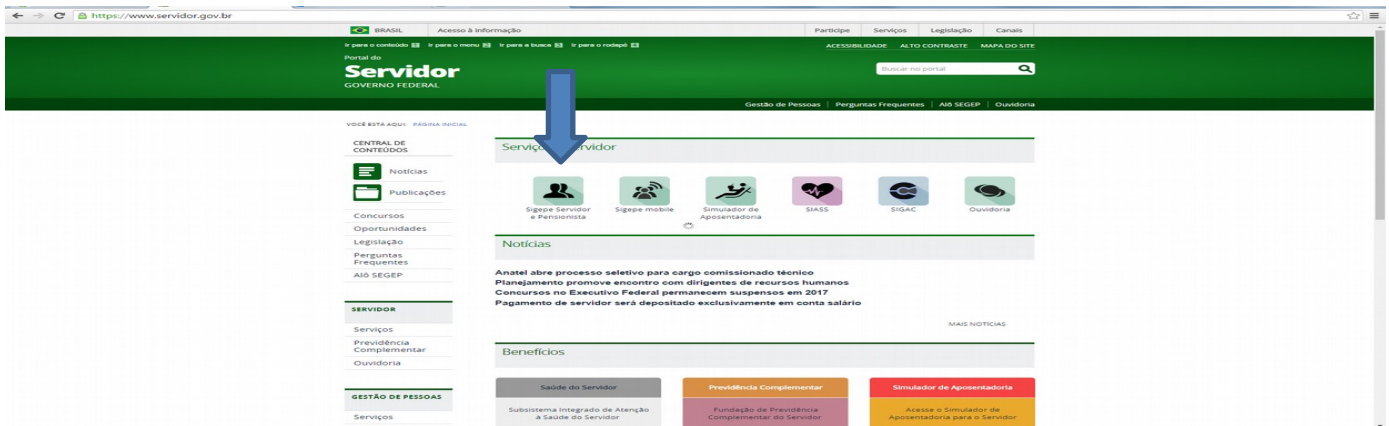 https://www.servidor.gov.br
BRASIL Acesso à informação Participe Serviços Legislação Canais
Ir para o conteúdo 1 Ir para o menu 2 Ir para a busca 3 Ir para o rodapé 4 ACESSIBILIDADE ALTO CONTRASTE MAPA DO SITE
Portal do
Servidor
GOVERNO FEDERAL
Buscar no portal
Gestão de Pessoas | Perguntas Frequentes | Alô SEGEP | Ouvidoria
VOCÊ ESTÁ AQUI: PÁGINA INICIAL
CENTRAL DE
CONTEÚDOS
Notícias
Publicações
Concursos
Oportunidades
Legislação
Perguntas
Frequentes
Alô SEGEP
SERVIDOR
Serviços
Previdência
Complementar
Ouvidoria
GESTÃO DE PESSOAS
Serviços
Sigepe Servidor
e Pensionista
Sigepe mobile
Simulador de
Aposentadoria
SIASS
SIGAC
Ouvidoria
Notícias
Anatel abre processo seletivo para cargo comissionado técnico
Planejamento promove encontro com dirigentes de recursos humanos
Concursos no Executivo Federal permanecem suspensos em 2017
Pagamento de servidor será depositado exclusivamente em conta salário
MAIS NOTÍCIAS
Benefícios
Saúde do Servidor
Subsistema Integrado de Atenção
à Saúde do Servidor
Previdência Complementar
Fundação de Previdência
Complementar do Servidor
Simulador de Aposentadoria
Acesse o Simulador de
Aposentadoria para o Servidor